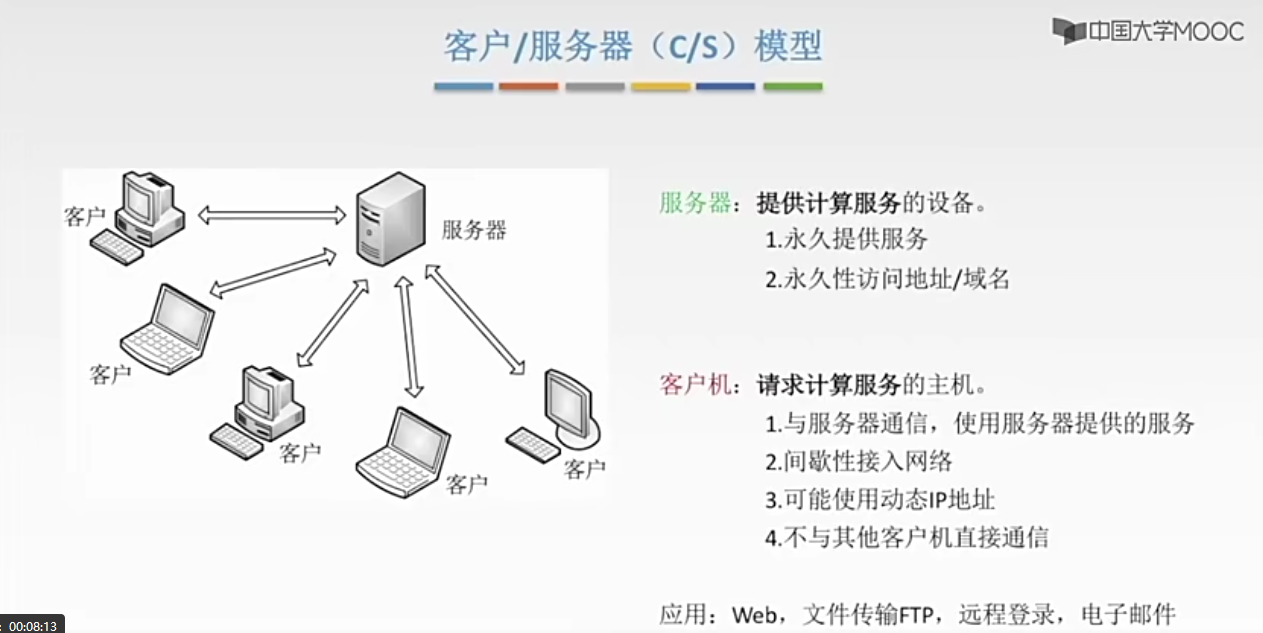 中国大学MOOC
客户/服务器（C/S）模型
客户
服务器
客户
客户
客户
客户
服务器：提供计算服务的设备。
1.永久提供服务
2.永久性访问地址/域名
客户机：请求计算服务的主机。
1.与服务器通信，使用服务器提供的服务
2.间歇性接入网络
3.可能使用动态IP地址
4.不与其他客户机直接通信
应用：Web，文件传输FTP，远程登录，电子邮件
: 00:08:13